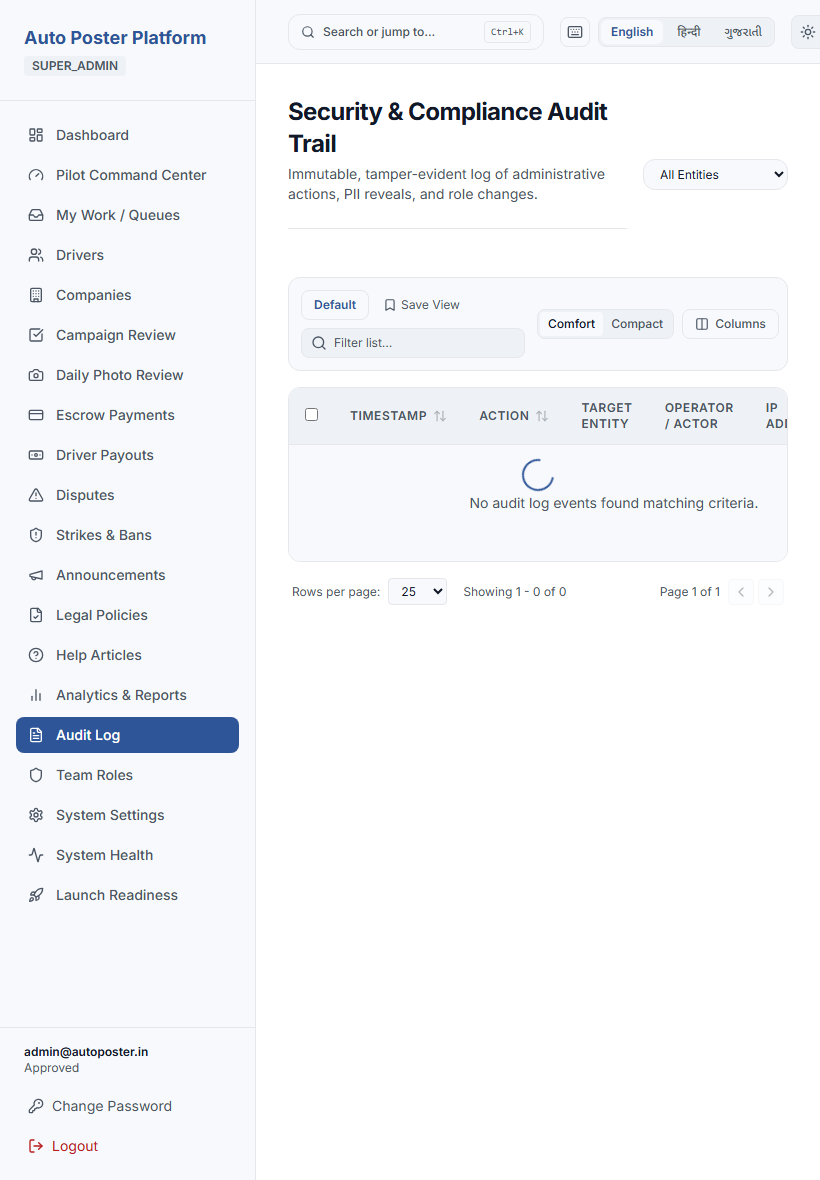 Auto Poster Platform
SUPER_ADMIN
Dashboard
Pilot Command Center
My Work / Queues
Drivers
Companies
Campaign Review
Daily Photo Review
Escrow Payments
Driver Payouts
Disputes
Strikes & Bans
Announcements
Legal Policies
Help Articles
Analytics & Reports
Audit Log
Team Roles
System Settings
System Health
Launch Readiness
admin@autoposter.in
Approved
Change Password
Logout
Search or jump to... Ctrl+K English हिन्दी ગુજરાતી
Security & Compliance Audit
Trail
Immutable, tamper-evident log of administrative
actions, PII reveals, and role changes.
All Entities
Default Save View
Filter list...
Comfort Compact Columns
TIMESTAMP ACTION TARGET ENTITY OPERATOR / ACTOR IP
No audit log events found matching criteria.
Rows per page: 25 Showing 1 - 0 of 0 Page 1 of 1